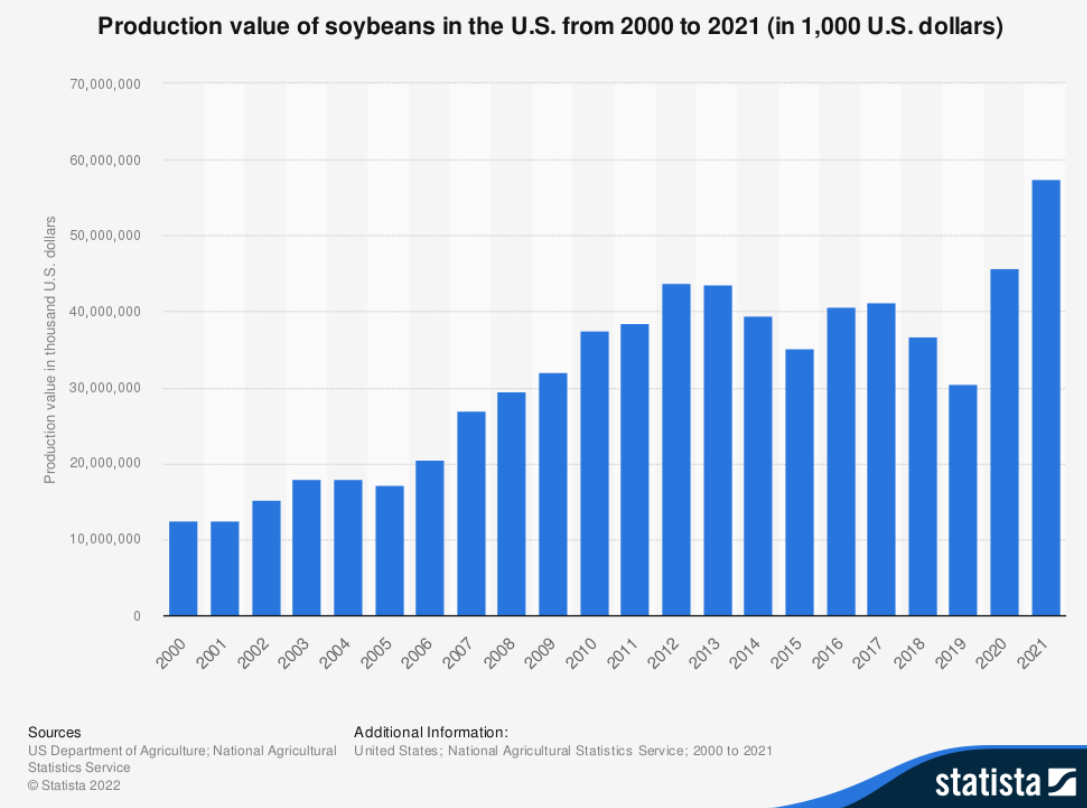 Production value of soybeans in the U.S. from 2000 to 2021 (in 1,000 U.S. dollars)
Production value in thousand U.S. dollars
70,000,000
60,000,000
50,000,000
40,000,000
30,000,000
20,000,000
10,000,000
0
2000 2001 2002 2003 2004 2005 2006 2007 2008 2009 2010 2011 2012 2013 2014 2015 2016 2017 2018 2019 2020 2021
Sources
US Department of Agriculture; National Agricultural
Statistics Service
© Statista 2022
Additional Information:
United States; National Agricultural Statistics Service; 2000 to 2021
statista